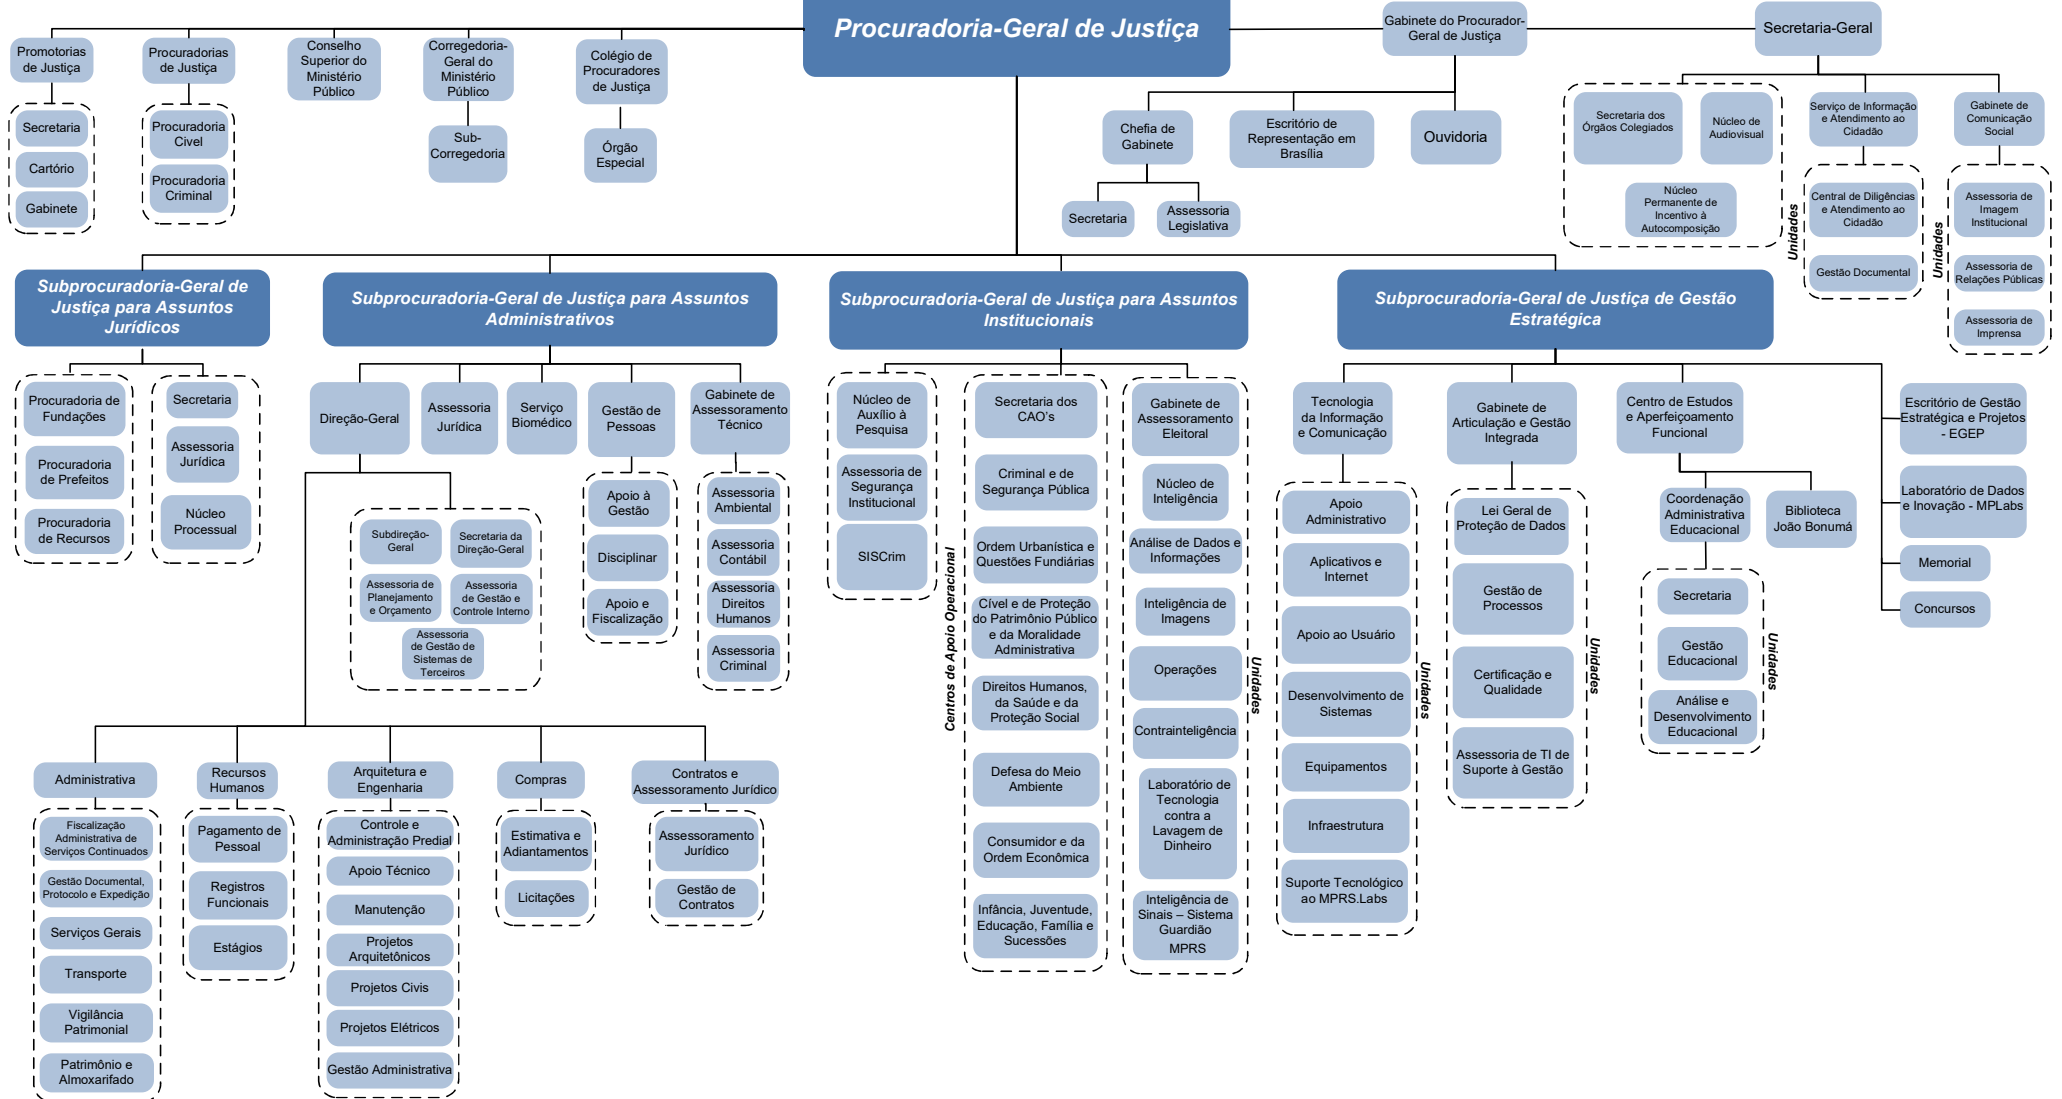 Procuradoria-Geral de Justiça
Gabinete do Procurador-
Geral de Justiça
Secretaria-Geral
Promotorias
de Justiça
Procuradorias
de Justiça
Conselho
Superior do
Ministério
Público
Corregedoria-
Geral do
Ministério
Público
Colégio de
Procuradores
de Justiça
Secretaria
Cartório
Gabinete
Procuradoria
Civel
Procuradoria
Criminal
Sub-
Corregedoria
Órgão
Especial
Chefia de
Gabinete
Escritório de
Representação em
Brasília
Ouvidoria
Secretaria
Assessoria
Legislativa
Secretaria dos
Órgãos Colegiados
Núcleo de
Audiovisual
Núcleo
Permanente de
Incentivo à
Autocomposição
Unidades
Serviço de Informação
e Atendimento ao
Cidadão
Central de Diligências
e Atendimento ao
Cidadão
Gestão Documental
Unidades
Gabinete de
Comunicação
Social
Assessoria de
Imagem
Institucional
Assessoria de
Relações Públicas
Assessoria de
Imprensa
Subprocuradoria-Geral de
Justiça para Assuntos
Jurídicos
Procuradoria de
Fundações
Procuradoria
de Prefeitos
Procuradoria
de Recursos
Secretaria
Assessoria
Jurídica
Núcleo
Processual
Subprocuradoria-Geral de Justiça para Assuntos
Administrativos
Direção-Geral
Assessoria
Jurídica
Serviço
Biomédico
Gestão de
Pessoas
Gabinete de
Assessoramento
Técnico
Subdireção-
Geral
Secretaria da
Direção-Geral
Assessoria de
Planejamento
e Orçamento
Assessoria
de Gestão e
Controle Interno
Assessoria
de Gestão de
Sistemas de
Terceiros
Apoio à
Gestão
Disciplinar
Apoio e
Fiscalização
Assessoria
Ambiental
Assessoria
Contábil
Assessoria
Direitos
Humanos
Assessoria
Criminal
Administrativa
Fiscalização
Administrativa de
Serviços Continuados
Gestão Documental,
Protocolo e Expedição
Serviços Gerais
Transporte
Vigilância
Patrimonial
Patrimônio e
Almoxarifado
Recursos
Humanos
Pagamento de
Pessoal
Registros
Funcionais
Estágios
Arquitetura e
Engenharia
Controle e
Administração Predial
Apoio Técnico
Manutenção
Projetos
Arquitetônicos
Projetos Civis
Projetos Elétricos
Gestão Administrativa
Compras
Estimativa e
Adiantamentos
Licitações
Contratos e
Assessoramento Jurídico
Assessoramento
Jurídico
Gestão de
Contratos
Subprocuradoria-Geral de Justiça para Assuntos
Institucionais
Núcleo de
Auxílio à
Pesquisa
Assessoria de
Segurança
Institucional
SISCrim
Centros de Apoio Operacional
Secretaria dos
CAO's
Criminal e de
Segurança Pública
Ordem Urbanística e
Questões Fundiárias
Cível e de Proteção
do Patrimônio Público
e da Moralidade
Administrativa
Direitos Humanos,
da Saúde e da
Proteção Social
Defesa do Meio
Ambiente
Consumidor e da
Ordem Econômica
Infância, Juventude,
Educação, Família e
Sucessões
Gabinete de
Assessoramento
Eleitoral
Núcleo de
Inteligência
Análise de Dados e
Informações
Inteligência de
Imagens
Operações
Contrainteligência
Laboratório de
Tecnologia
contra a
Lavagem de
Dinheiro
Inteligência de
Sinais – Sistema
Guardião
MPRS
Unidades
Subprocuradoria-Geral de Justiça de Gestão
Estratégica
Tecnologia
da Informação
e Comunicação
Apoio
Administrativo
Aplicativos e
Internet
Apoio ao Usuário
Desenvolvimento de
Sistemas
Equipamentos
Infraestrutura
Suporte Tecnológico
ao MPRS.Labs
Unidades
Gabinete de
Articulação e Gestão
Integrada
Lei Geral de
Proteção de Dados
Gestão de
Processos
Certificação e
Qualidade
Assessoria de TI de
Suporte à Gestão
Unidades
Centro de Estudos
e Aperfeiçoamento
Funcional
Coordenação
Administrativa
Educacional
Biblioteca
João Bonumá
Secretaria
Gestão
Educacional
Análise e
Desenvolvimento
Educacional
Unidades
Escritório de Gestão
Estratégica e Projetos
- EGEP
Laboratório de Dados
e Inovação - MPLabs
Memorial
Concursos